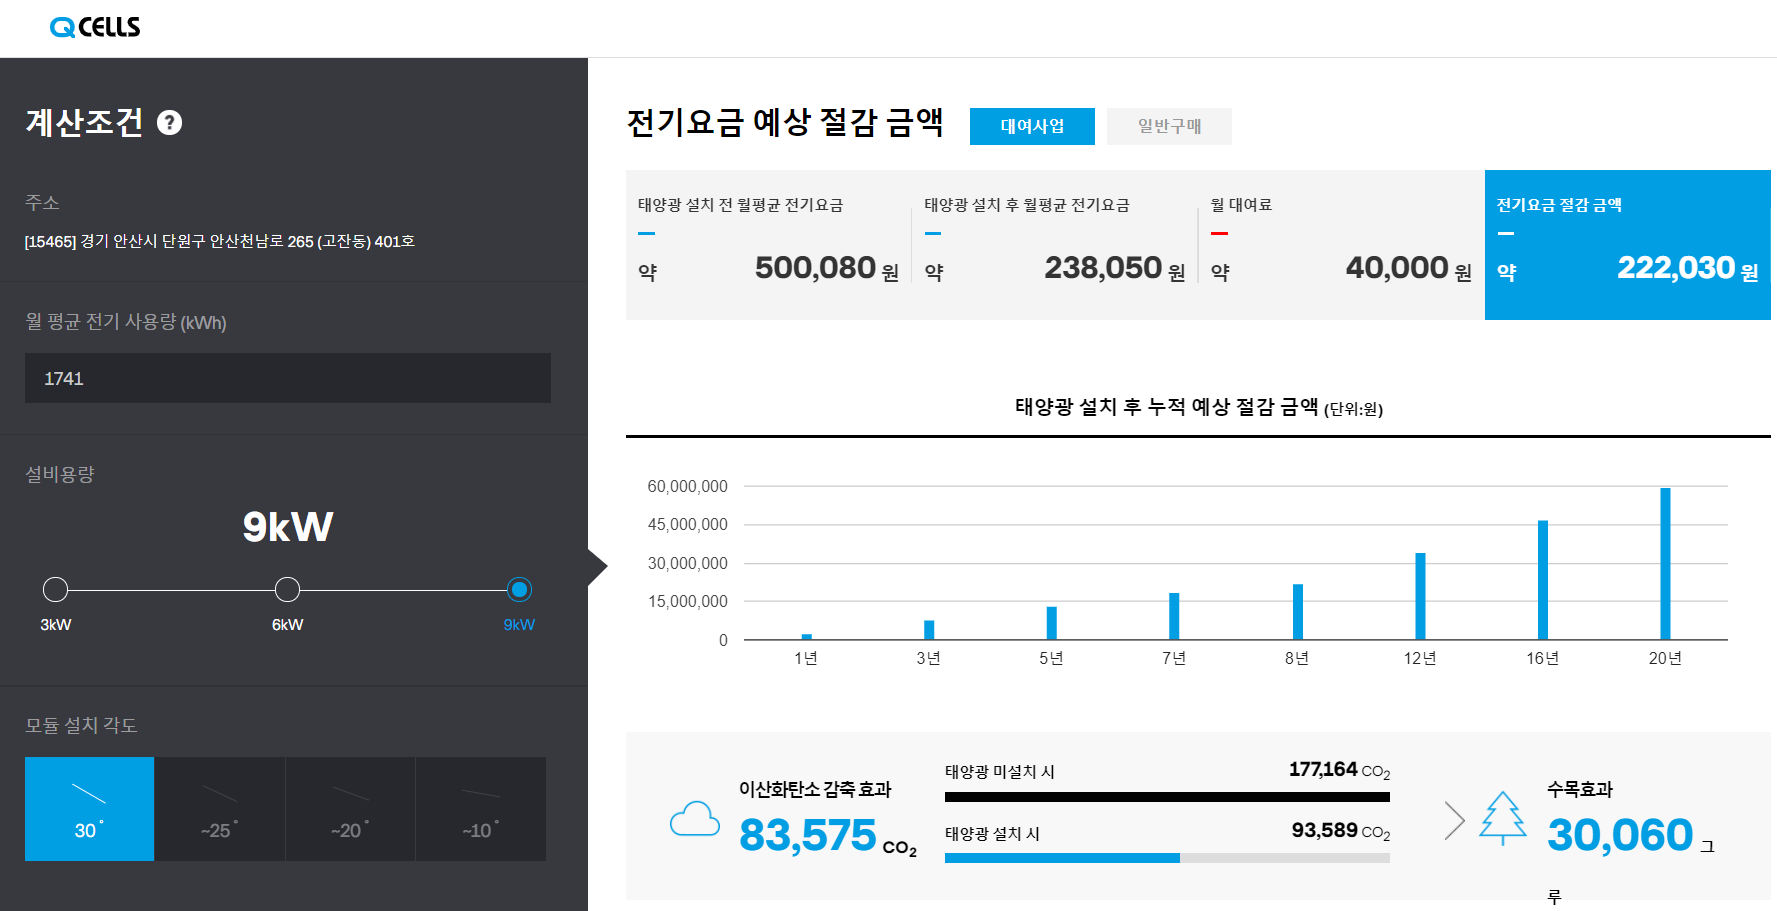 QCELLS
계산조건 ?
주소
[15465] 경기 안산시 단원구 안산천남로 265 (고잔동) 401호
월 평균 전기 사용량 (kWh)
1741
설비용량
9kW
3kW 6kW 9kW
모듈 설치 각도
30° ~25° ~20° ~10°
전기요금 예상 절감 금액 대여사업 일반구매
태양광 설치 전 월평균 전기요금
약 500,080 원
태양광 설치 후 월평균 전기요금
약 238,050 원
월 대여료
약 40,000 원
전기요금 절감 금액
약 222,030 원
태양광 설치 후 누적 예상 절감 금액 (단위:원)
60,000,000
45,000,000
30,000,000
15,000,000
0
1년 3년 5년 7년 8년 12년 16년 20년
이산화탄소 감축 효과
83,575 CO2
태양광 미설치 시 177,164 CO2
태양광 설치 시 93,589 CO2
수목효과
30,060 그
루